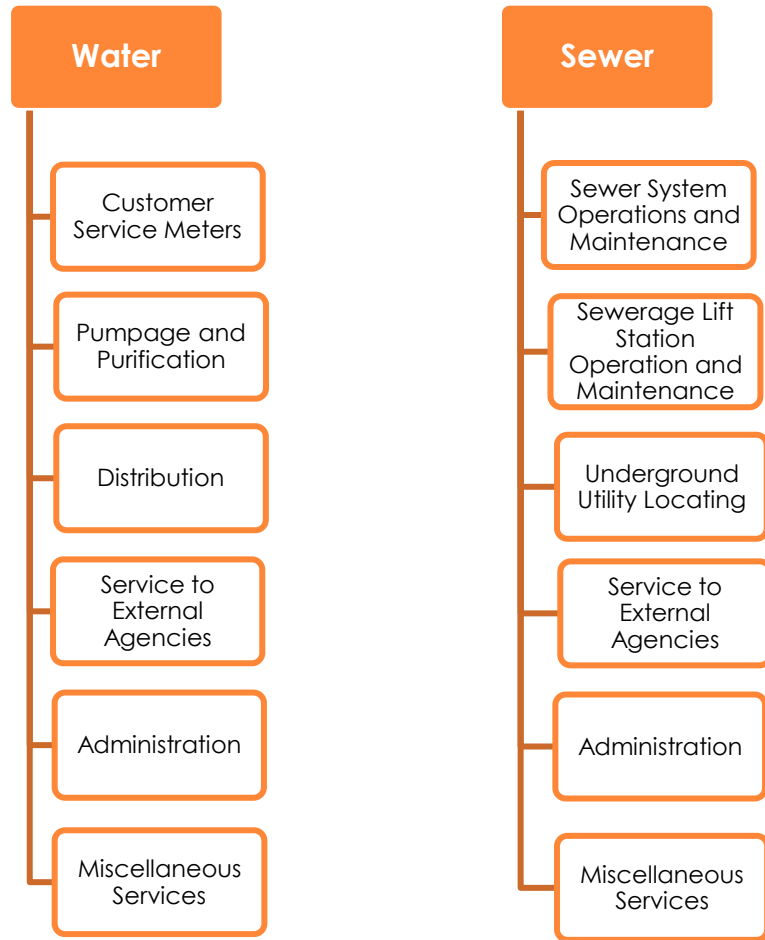 Water
Customer
Service Meters
Pumpage and
Purification
Distribution
Service to
External
Agencies
Administration
Miscellaneous
Services
Sewer
Sewer System
Operations and
Maintenance
Sewerage Lift
Station
Operation and
Maintenance
Underground
Utility Locating
Service to
External
Agencies
Administration
Miscellaneous
Services